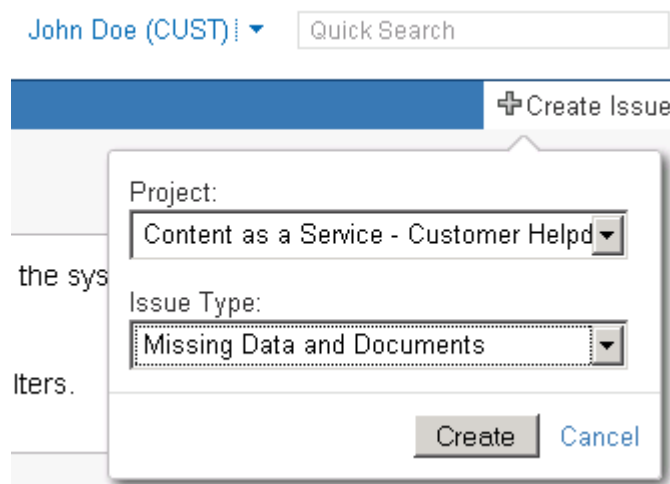 John Doe (CUST)
Quick Search
Create Issue
Project:
Content as a Service - Customer Helpd
the sys
Issue Type:
Missing Data and Documents
lters.
Create
Cancel